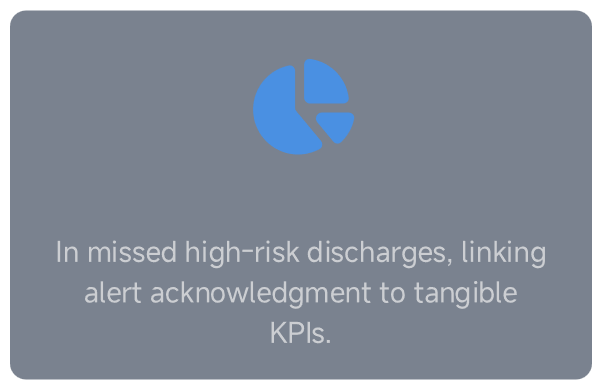 In missed high-risk discharges, linking
alert acknowledgment to tangible
KPIs.